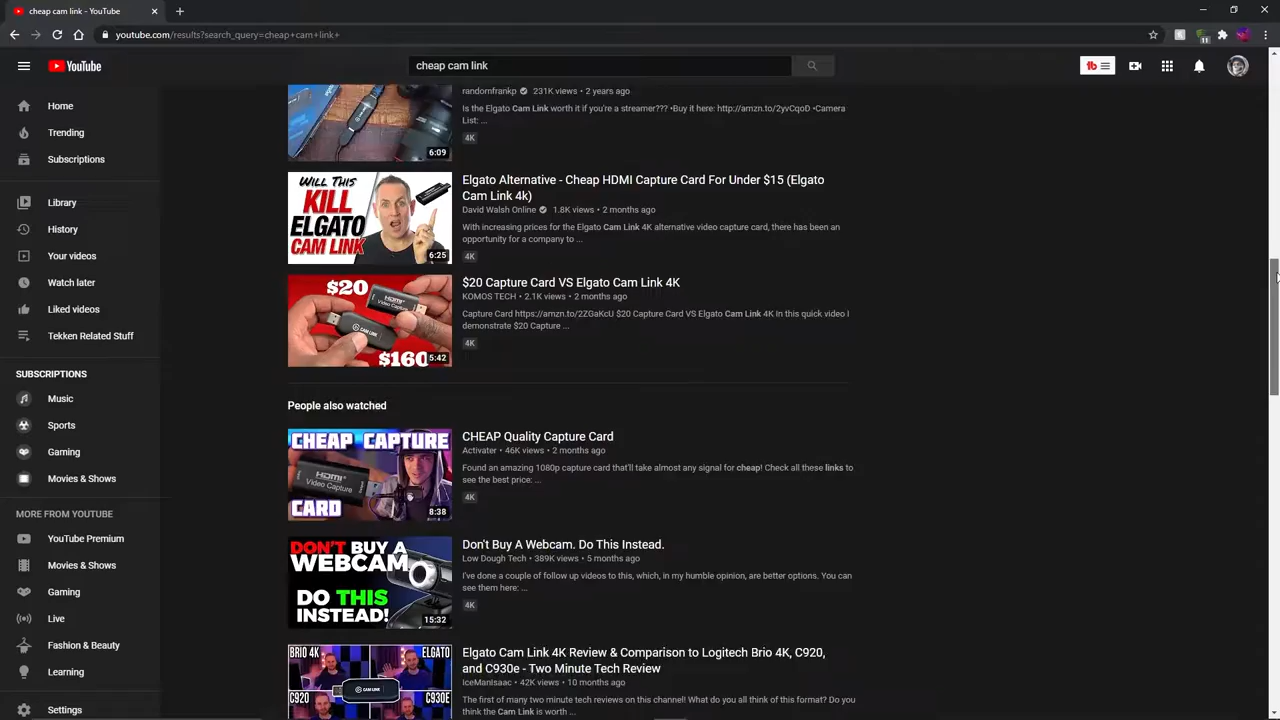 cheap cam link - YouTube
youtube.com/results?search_query=cheap+cam+link+
YouTube
cheap cam link
tb
11
Home
Trending
Subscriptions
Library
History
Your videos
Watch later
Liked videos
Tekken Related Stuff
SUBSCRIPTIONS
Music
Sports
Gaming
Movies & Shows
MORE FROM YOUTUBE
YouTube Premium
Movies & Shows
Gaming
Live
Fashion & Beauty
Learning
Settings
randomfrankp 231K views • 2 years ago
Is the Elgato Cam Link worth it if you're a streamer??? •Buy it here: http://amzn.to/2yvCqoD •Camera
List: ...
4K
6:09
WILL THIS
KILL
ELGATO
CAM LINK
6:25
Elgato Alternative - Cheap HDMI Capture Card For Under $15 (Elgato
Cam Link 4k)
David Walsh Online 1.8K views • 2 months ago
With increasing prices for the Elgato Cam Link 4K alternative video capture card, there has been an
opportunity for a company to ...
4K
$20
HDMI
Video Capture
CAM LINK
$160
5:42
$20 Capture Card VS Elgato Cam Link 4K
KOMOS TECH • 2.1K views • 2 months ago
Capture Card https://amzn.to/2ZGaKcU $20 Capture Card VS Elgato Cam Link 4K In this quick video I
demonstrate $20 Capture ...
4K
People also watched
CHEAP CAPTURE
HDMI
Video Capture
CARD
8:38
CHEAP Quality Capture Card
Activater • 46K views • 2 months ago
Found an amazing 1080p capture card that'll take almost any signal for cheap! Check all these links to
see the best price: ...
4K
DON'T BUY A
WEBCAM
DO THIS
INSTEAD!
15:32
Don't Buy A Webcam. Do This Instead.
Low Dough Tech • 389K views • 5 months ago
I've done a couple of follow up videos to this, which, in my humble opinion, are better options. You can
see them here: ...
4K
BRIO 4K
ELGATO
CAM LINK
C920
C930E
Elgato Cam Link 4K Review & Comparison to Logitech Brio 4K, C920,
and C930e - Two Minute Tech Review
IceManIsaac • 42K views • 10 months ago
The first of many two minute tech reviews on this channel! What do you all think of this format? Do you
think the Cam Link is worth ...